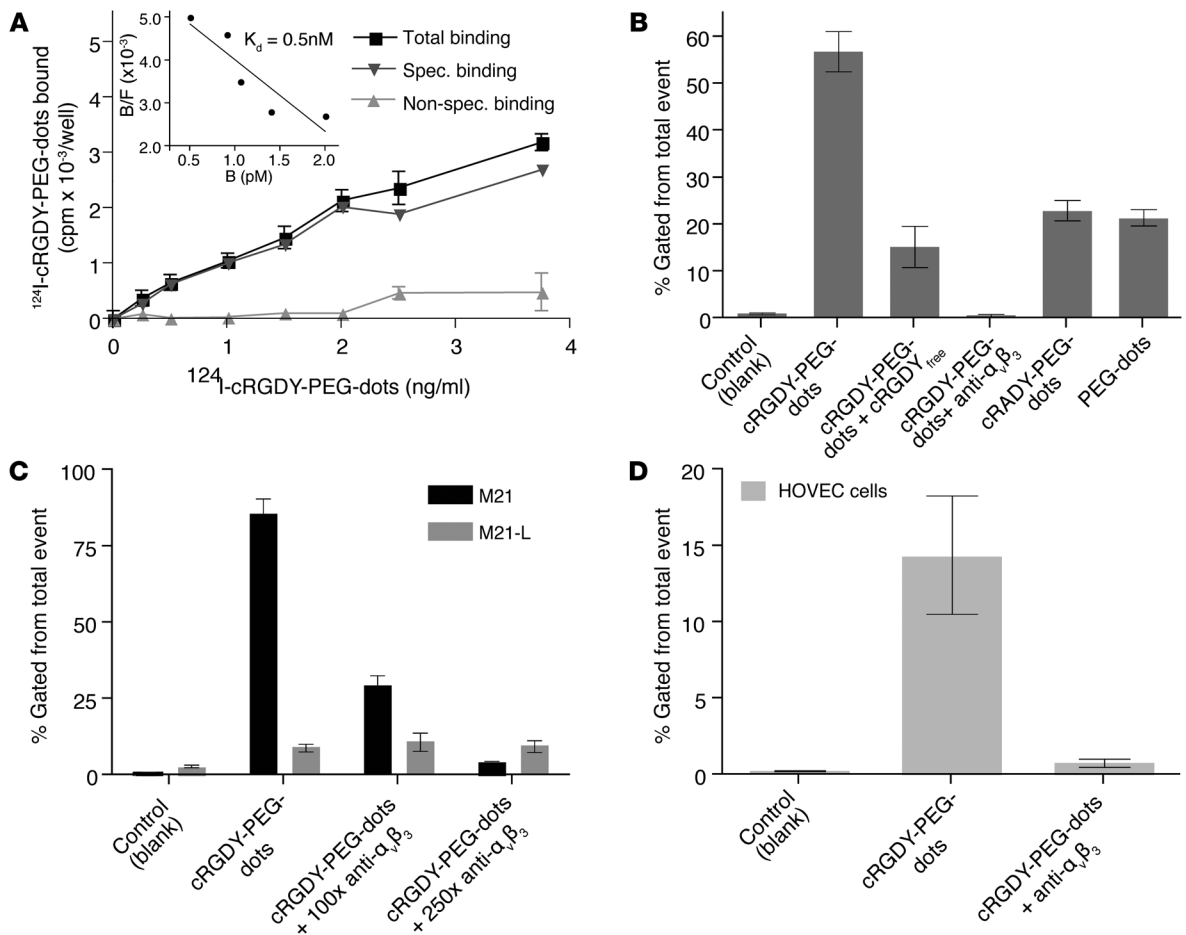 A
5
4
3
2
1
0
¹²⁴I-cRGDY-PEG-dots bound
(cpm x 10⁻³/well)
0
1
2
3
4
¹²⁴I-cRGDY-PEG-dots (ng/ml)
5.0
4.0
3.0
2.0
B/F (x10⁻³)
K_d = 0.5nM
0.5
1.0
1.5
2.0
B (pM)
Total binding
Spec. binding
Non-spec. binding
B
60
50
40
30
20
10
0
% Gated from total event
Control
(blank)
cRGDY-PEG-
dots
cRGDY-PEG-
dots + cRGDY_free
cRGDY-PEG-
dots+ anti-αᵥβ₃
cRADY-PEG-
dots
PEG-dots
C
100
75
50
25
0
% Gated from total event
M21
M21-L
Control
(blank)
cRGDY-PEG-
dots
cRGDY-PEG-dots
+ 100x anti-αᵥβ₃
cRGDY-PEG-dots
+ 250x anti-αᵥβ₃
D
20
15
10
5
0
% Gated from total event
HOVEC cells
Control
(blank)
cRGDY-PEG-
dots
cRGDY-PEG-dots
+ anti-αᵥβ₃